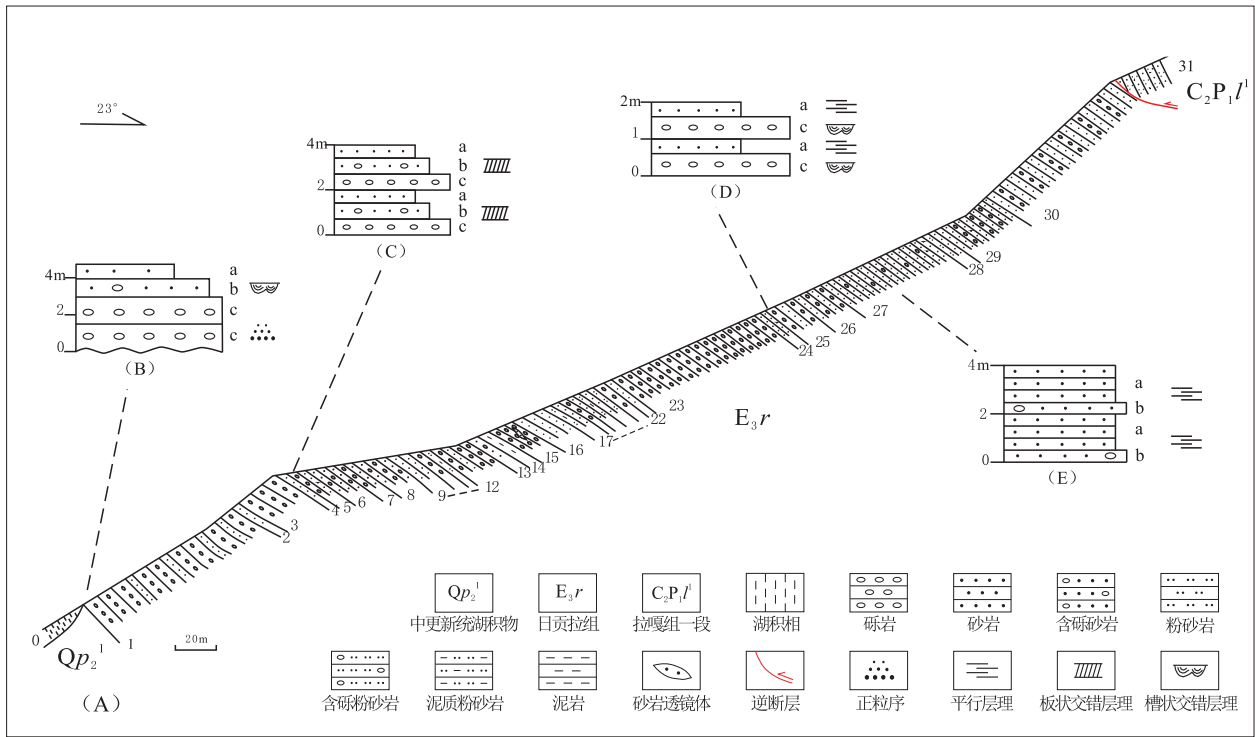 23°
31
C₂P₁l¹
30
29
28
27
26
25
24
23
22
17
16
15
14
13
12
9
8
7
6
5
4
3
2
1
0
E₃r
Qp₂¹
20m
(A)
4m
2
0
a
b
c
c
(B)
4m
2
0
a
b
c
a
b
c
(C)
2m
1
0
a
c
a
c
(D)
4m
2
0
a
b
a
b
(E)
Qp₂¹ E₃r C₂P₁l¹
中更新统湖积物 日贡拉组 拉嘎组一段 湖积相 砾岩 砂岩 含砾砂岩 粉砂岩
含砾粉砂岩 泥质粉砂岩 泥岩 砂岩透镜体 逆断层 正粒序 平行层理 板状交错层理 槽状交错层理